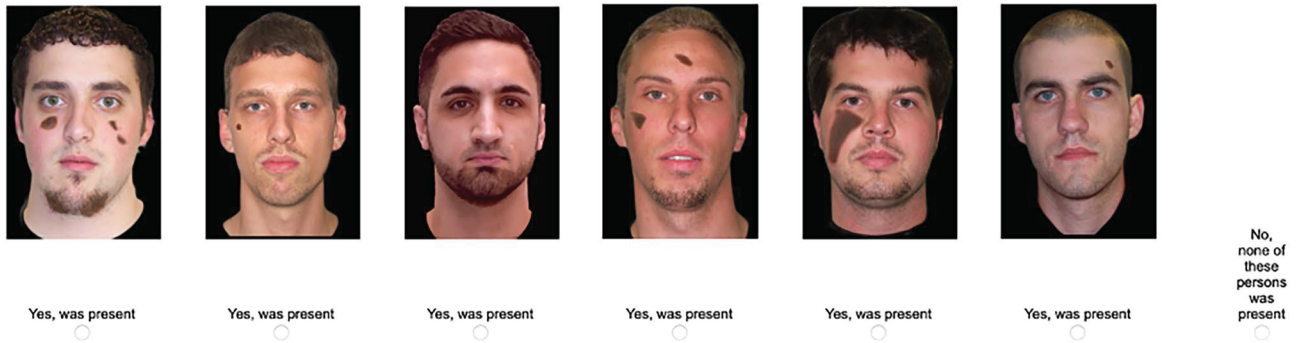 Yes, was present
Yes, was present
Yes, was present
Yes, was present
Yes, was present
Yes, was present
No,
none of
these
persons
was
present